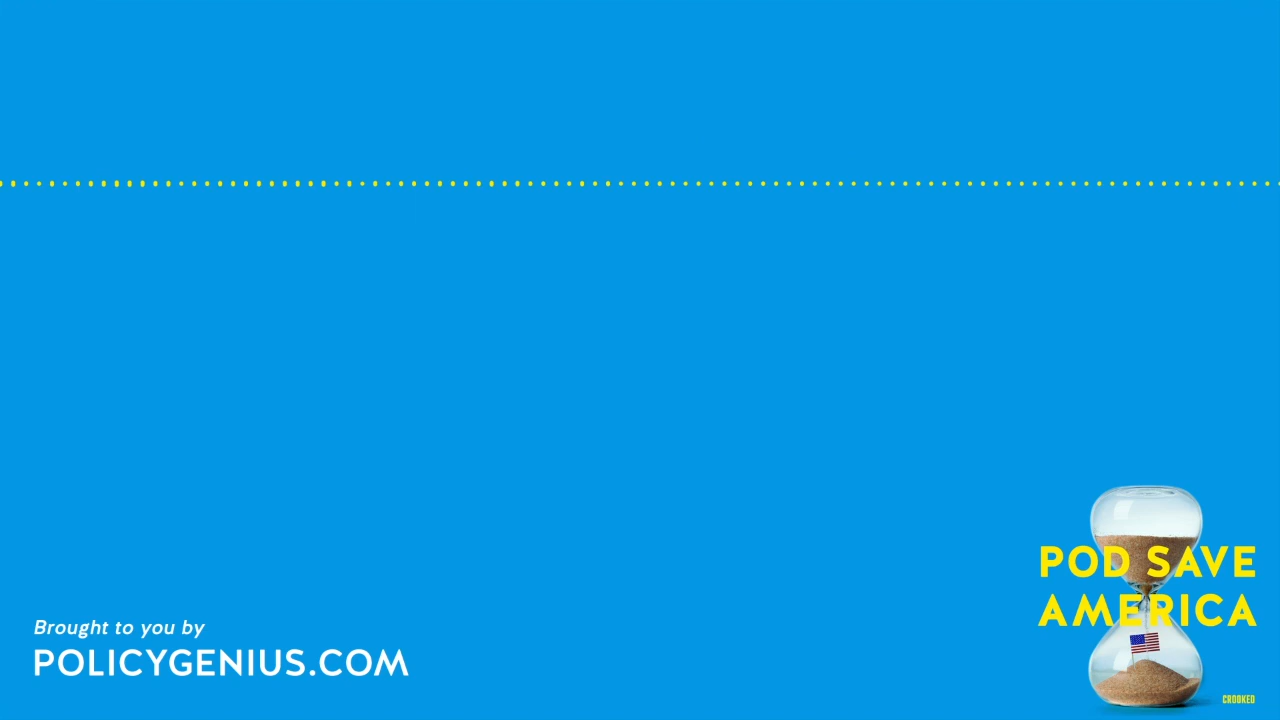 POD SAVE
AMERICA
Brought to you by
POLICYGENIUS.COM
CROOKED